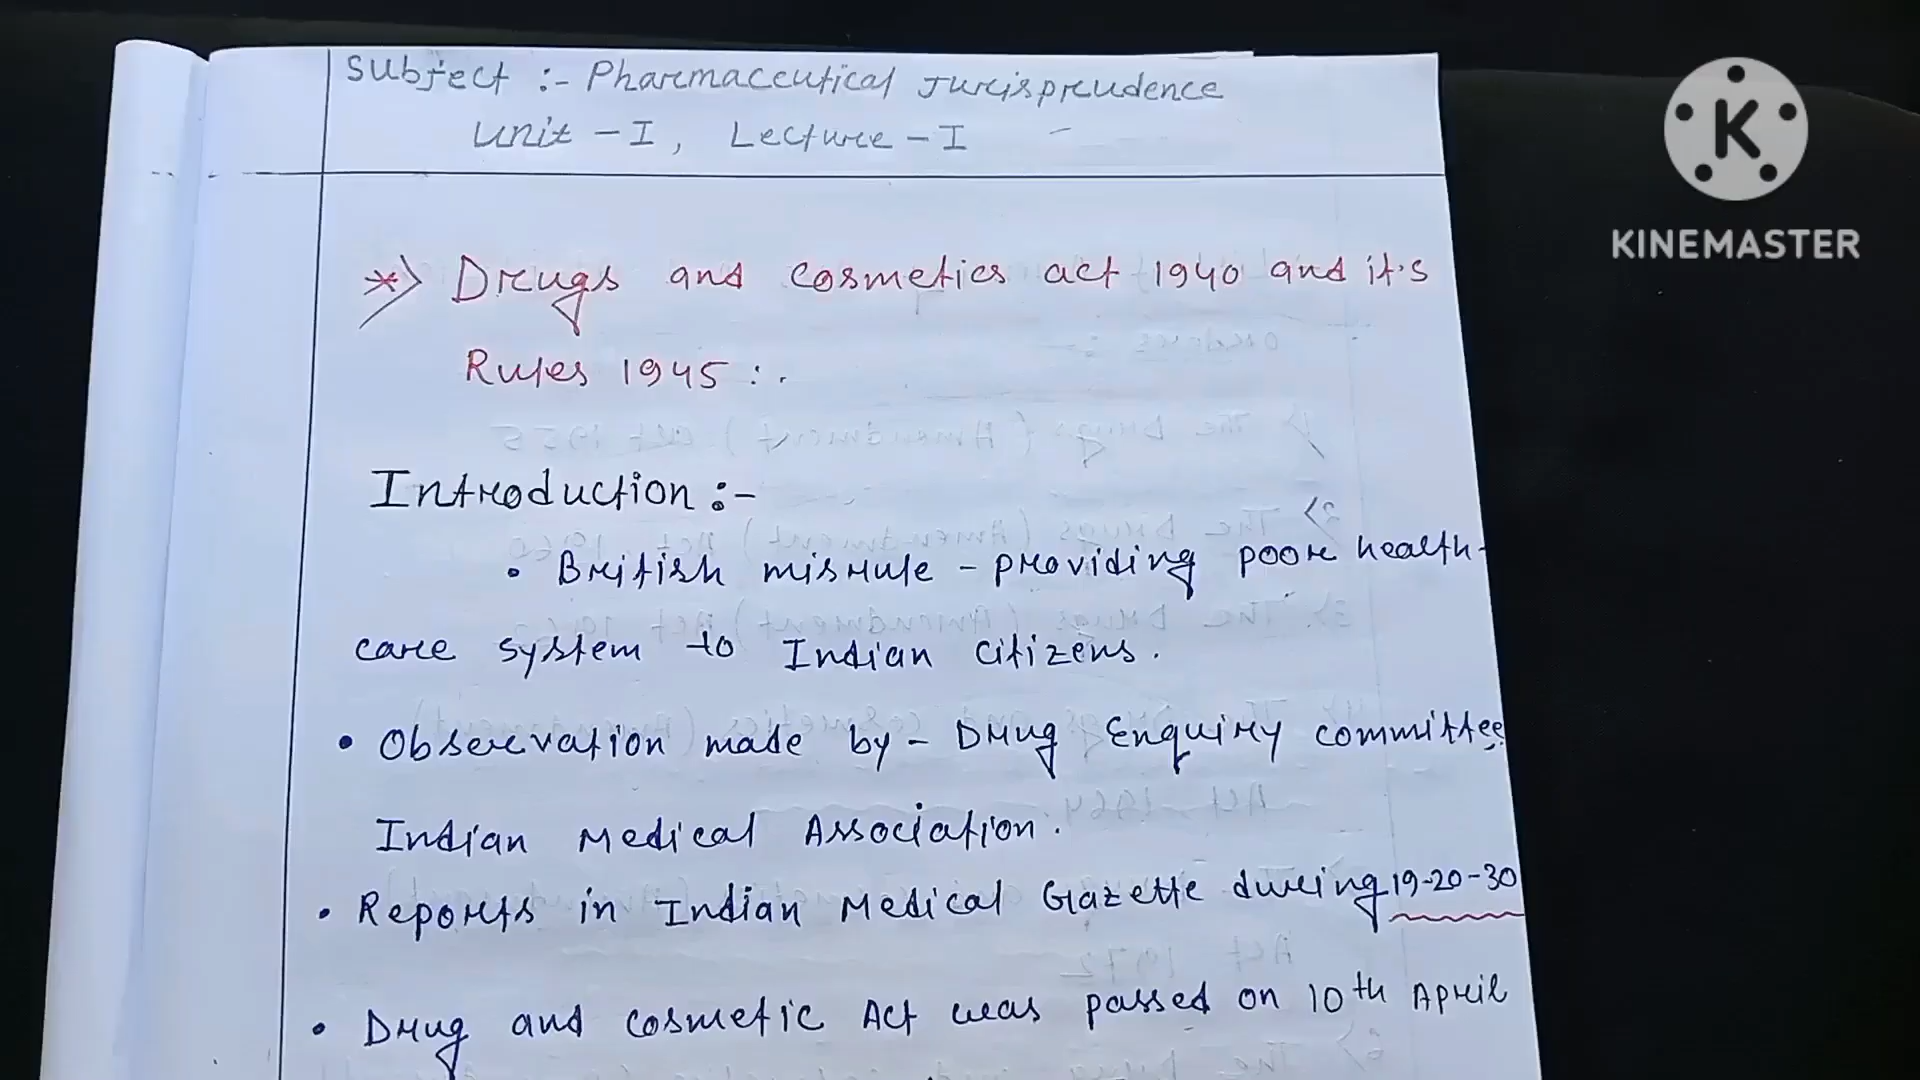 Subject :- Pharmaceutical Jurisprudence
Unit - I, Lecture - I
KINEMASTER
Drugs and cosmetics act 1940 and it's
Rules 1945 :.
Introduction :-
• British misrule - providing poor health-
care system to Indian citizens.
• Observation made by - Drug Enquiry committee
Indian Medical Association.
• Reports in Indian Medical Gazette during 19-20-30
• Drug and cosmetic Act was passed on 10th April